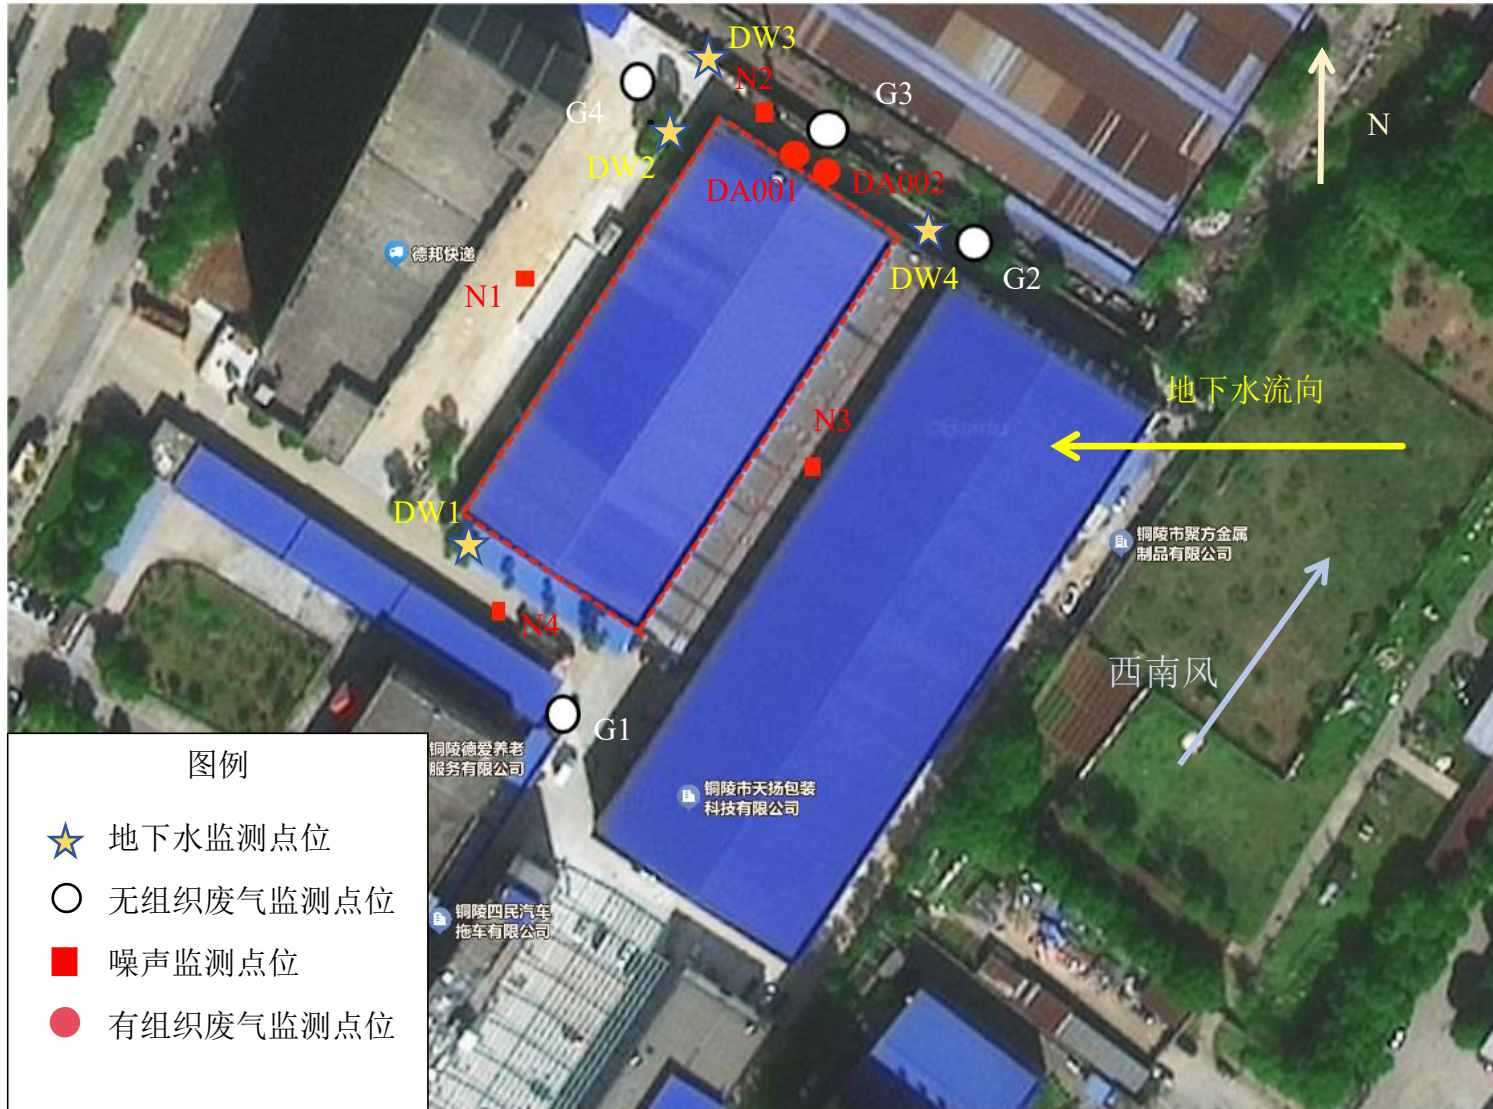 DW3
N2
G3
G4
N
DW2
DA001
DA002
德邦快递
DW4
G2
N1
地下水流向
N3
©Baidu
DW1
铜陵市聚方金属
制品有限公司
N4
西南风
G1
铜陵德爱养老
服务有限公司
铜陵市天扬包装
科技有限公司
铜陵四民汽车
拖车有限公司
图例
地下水监测点位
无组织废气监测点位
噪声监测点位
有组织废气监测点位